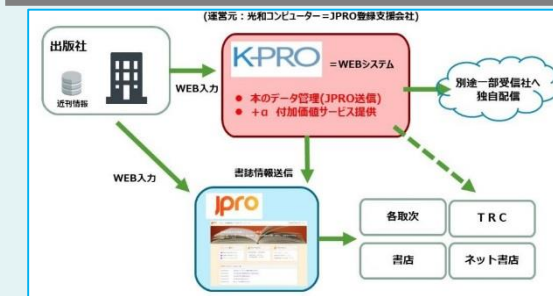 (運営元：光和コンピューター＝JPRO登録支援会社)
出版社
近刊情報
WEB入力
K-PRO
＝WEBシステム
● 本のデータ管理(JPRO送信)
● +α 付加価値サービス提供
別途一部受信社へ
独自配信
WEB入力
書誌情報送信
jpro
各取次
TRC
書店
ネット書店